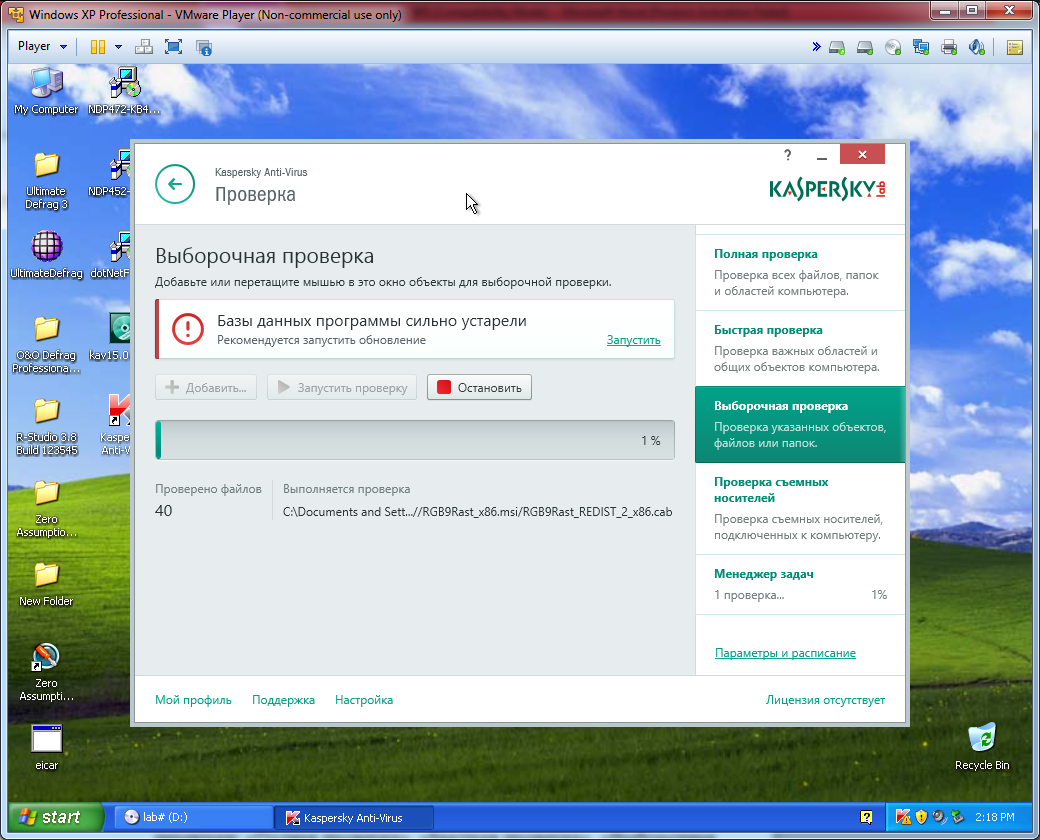 Windows XP Professional - VMware Player (Non-commercial use only)
Player
My Computer
NDP472-KB4...
Ultimate Defrag 3
NDP452-
UltimateDefrag
dotNetF
O&O Defrag Professiona...
kav15.0
R-Studio 3.8 Build 123545
Kaspe
Anti-V
Zero Assumptio...
New Folder
Zero Assumpti...
eicar
Recycle Bin
Kaspersky Anti-Virus
Проверка
?
KASPERSKY lab
Выборочная проверка
Добавьте или перетащите мышью в это окно объекты для выборочной проверки.
Базы данных программы сильно устарели
Рекомендуется запустить обновление
Запустить
Добавить...
Запустить проверку
Остановить
1 %
Проверено файлов
40
Выполняется проверка
C:\Documents and Sett...//RGB9Rast_x86.msi/RGB9Rast_REDIST_2_x86.cab
Полная проверка
Проверка всех файлов, папок
и областей компьютера.
Быстрая проверка
Проверка важных областей и
общих объектов компьютера.
Выборочная проверка
Проверка указанных объектов,
файлов или папок.
Проверка съемных
носителей
Проверка съемных носителей,
подключенных к компьютеру.
Менеджер задач
1 проверка...
1%
Параметры и расписание
Мой профиль
Поддержка
Настройка
Лицензия отсутствует
start
lab# (D:)
Kaspersky Anti-Virus
2:18 PM